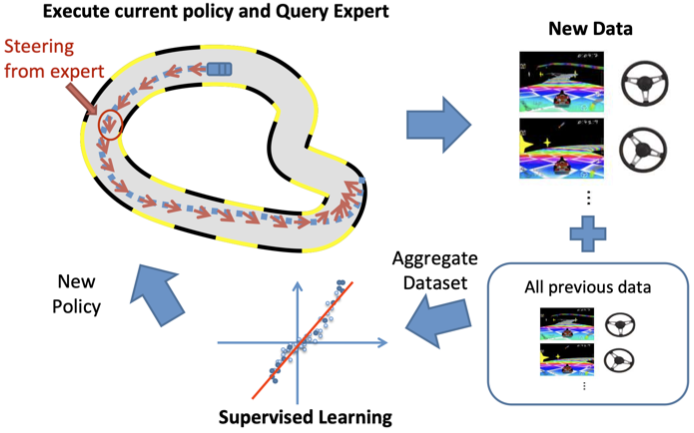 Execute current policy and Query Expert
Steering
from expert
New Data
All previous data
Aggregate
Dataset
New
Policy
Supervised Learning